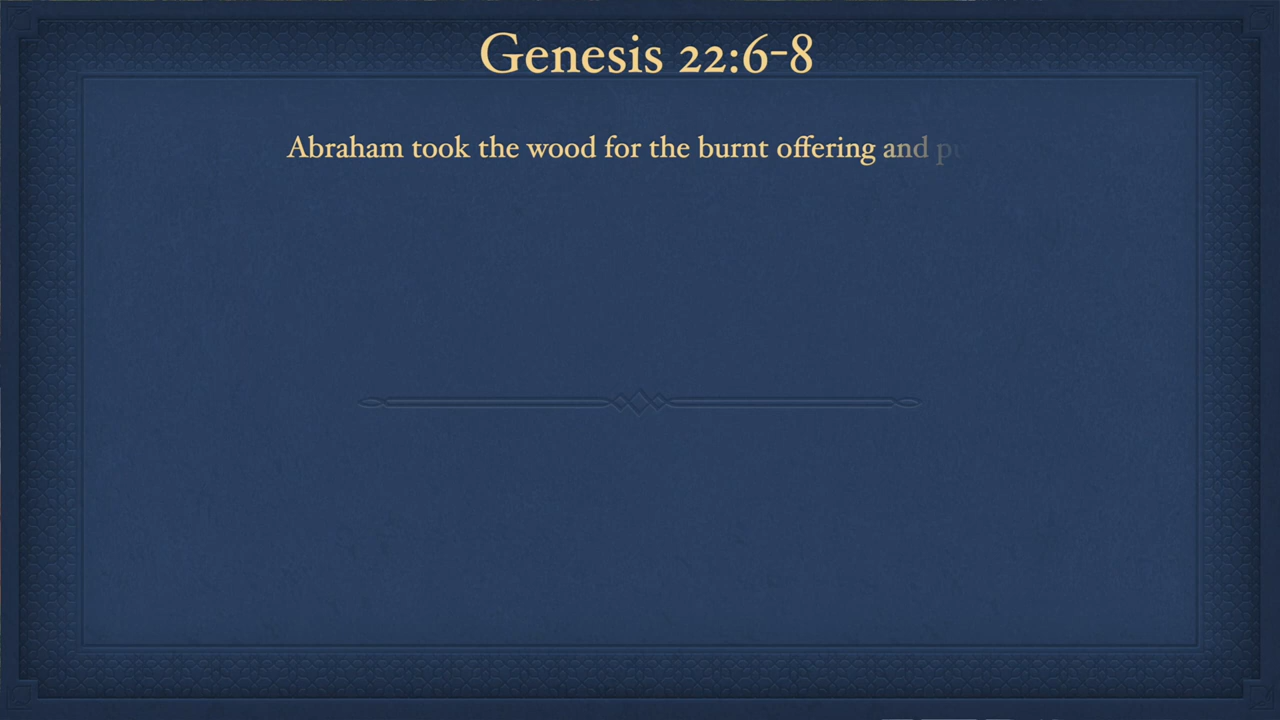 Genesis 22:6-8
Abraham took the wood for the burnt offering and